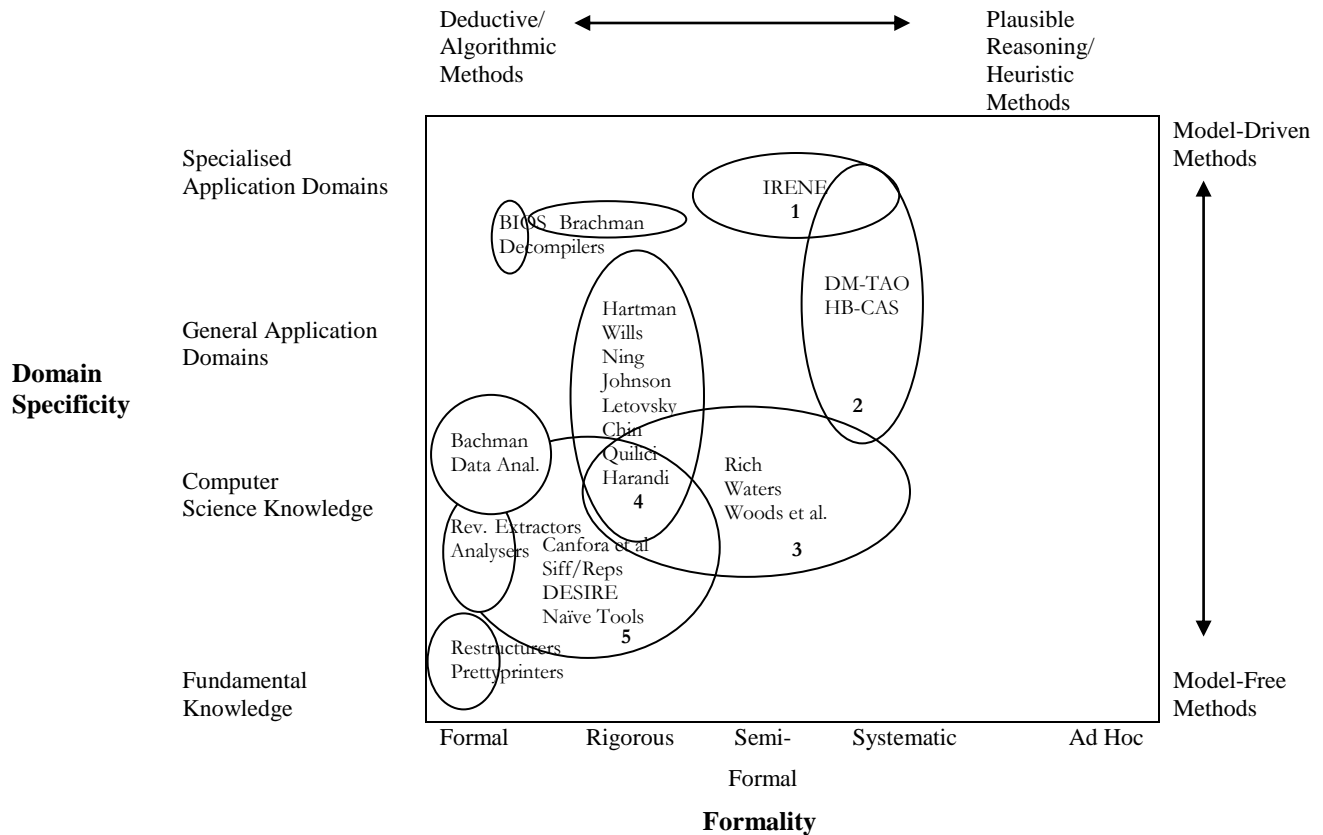 Deductive/
Algorithmic
Methods
Plausible
Reasoning/
Heuristic
Methods
Model-Driven
Methods
Specialised
Application Domains
IRENE
1
BIOS Brachman
Decompilers
DM-TAO
HB-CAS
2
Hartman
Wills
Ning
Johnson
Letovsky
Chin
Quilici
Harandi
4
General Application
Domains
Domain
Specificity
Bachman
Data Anal.
Rich
Waters
Woods et al.
3
Computer
Science Knowledge
Rev. Extractors
Analysers
Canfora et al
Siff/Reps
DESIRE
Naïve Tools
5
Restructurers
Prettyprinters
Fundamental
Knowledge
Model-Free
Methods
Formal Rigorous Semi- Systematic Ad Hoc
Formal
Formality